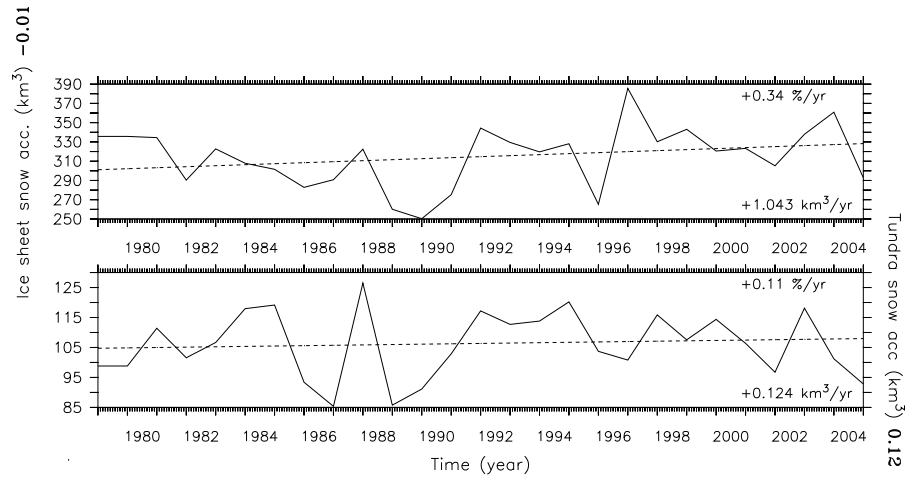 Ice sheet snow acc. (km³) -0.01
390
370
350
330
310
290
270
250
+0.34 %/yr
+1.043 km³/yr
1980 1982 1984 1986 1988 1990 1992 1994 1996 1998 2000 2002 2004
125
115
105
95
85
+0.11 %/yr
+0.124 km³/yr
1980 1982 1984 1986 1988 1990 1992 1994 1996 1998 2000 2002 2004
Time (year)
Tundra snow acc (km³) 0.12